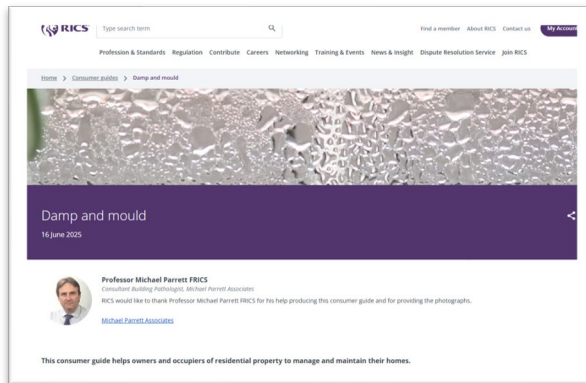 RICS
Type search term
Find a member About RICS Contact us My Account
Profession & Standards Regulation Contribute Careers Networking Training & Events News & Insight Dispute Resolution Service Join RICS
Home > Consumer guides > Damp and mould
Damp and mould
16 June 2025
Professor Michael Parrett FRICS
Consultant Building Pathologist, Michael Parrett Associates
RICS would like to thank Professor Michael Parrett FRICS for his help producing this consumer guide and for providing the photographs.
Michael Parrett Associates
This consumer guide helps owners and occupiers of residential property to manage and maintain their homes.